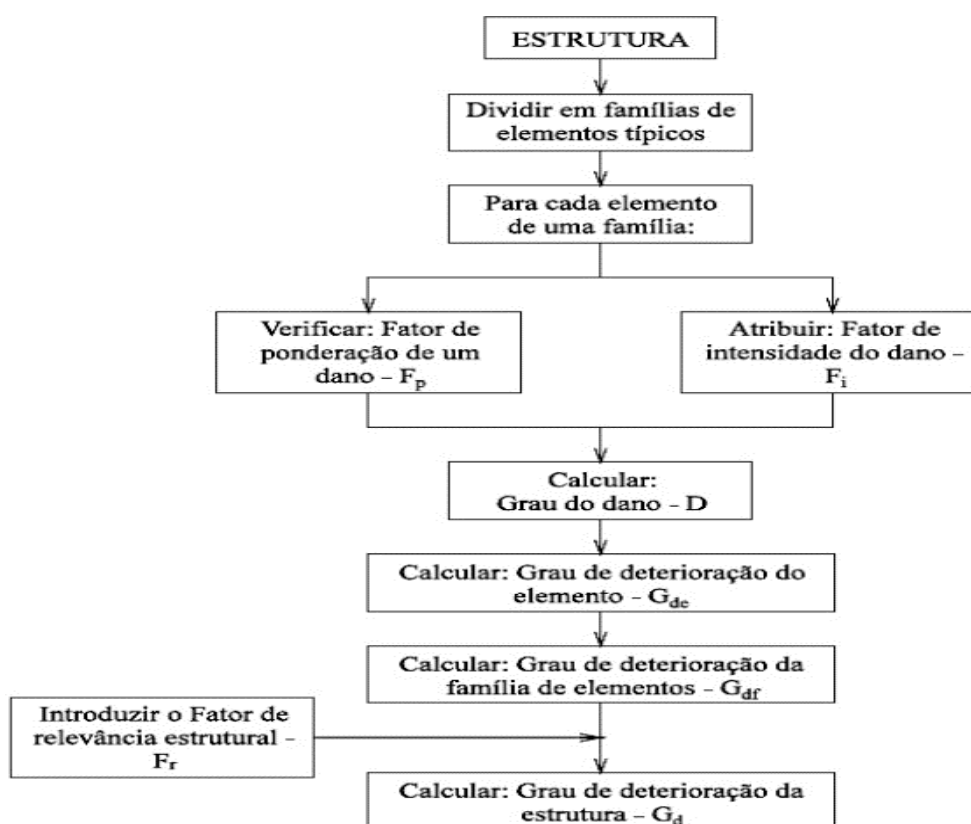 ESTRUTURA
Dividir em famílias de
elementos típicos
Para cada elemento
de uma família:
Verificar: Fator de
ponderação de um
dano - Fp
Atribuir: Fator de
intensidade do dano -
Fi
Calcular:
Grau do dano - D
Calcular: Grau de deterioração do
elemento - Gde
Calcular: Grau de deterioração da
família de elementos - Gdf
Introduzir o Fator de
relevância estrutural -
Fr
Calcular: Grau de deterioração da
estrutura - Gd